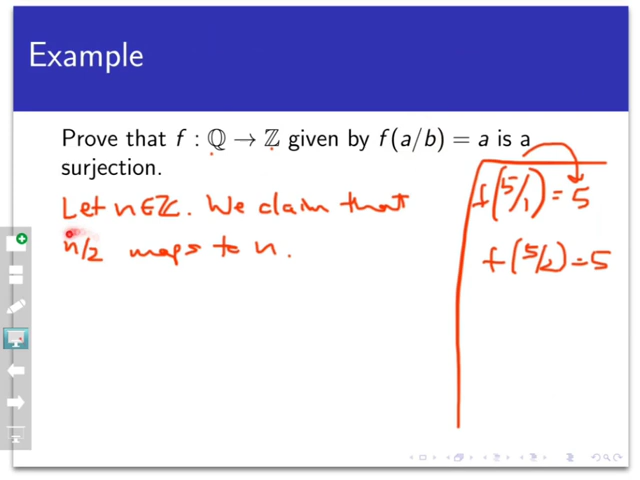 Example
Prove that f : ℚ → ℤ given by f(a/b) = a is a
surjection.
Let n ∈ ℤ. We claim that
n/2 maps to n.
f(5/1) = 5
f(5/2) = 5